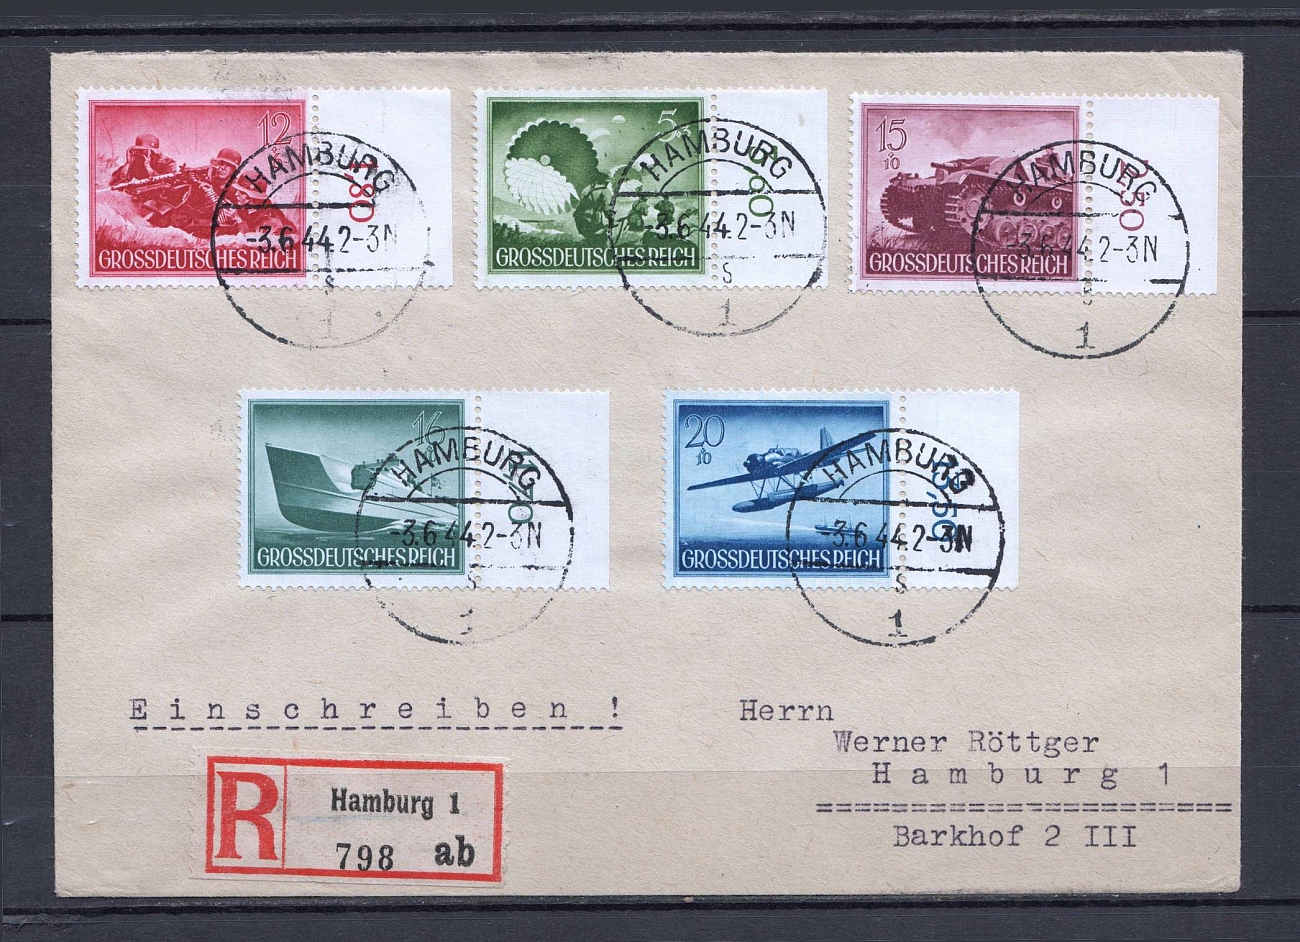 12
HAMBURG
-3.6.44.2-3N
s
1
GROSSDEUTSCHES REICH
HAMBURG
-3.6.44.2-3N
s
1
GROSSDEUTSCHES REICH
15
10
HAMBURG
-3.6.44.2-3N
s
1
GROSSDEUTSCHES REICH
2,50
16
HAMBURG
-3.6.44.2-3N
s
1
GROSSDEUTSCHES REICH
20
10
HAMBURG
-3.6.44.2-3N
s
1
GROSSDEUTSCHES REICH
Einschreiben !
Herrn
Werner Röttger
Hamburg 1
Barkhof 2 III
R
Hamburg 1
798 ab